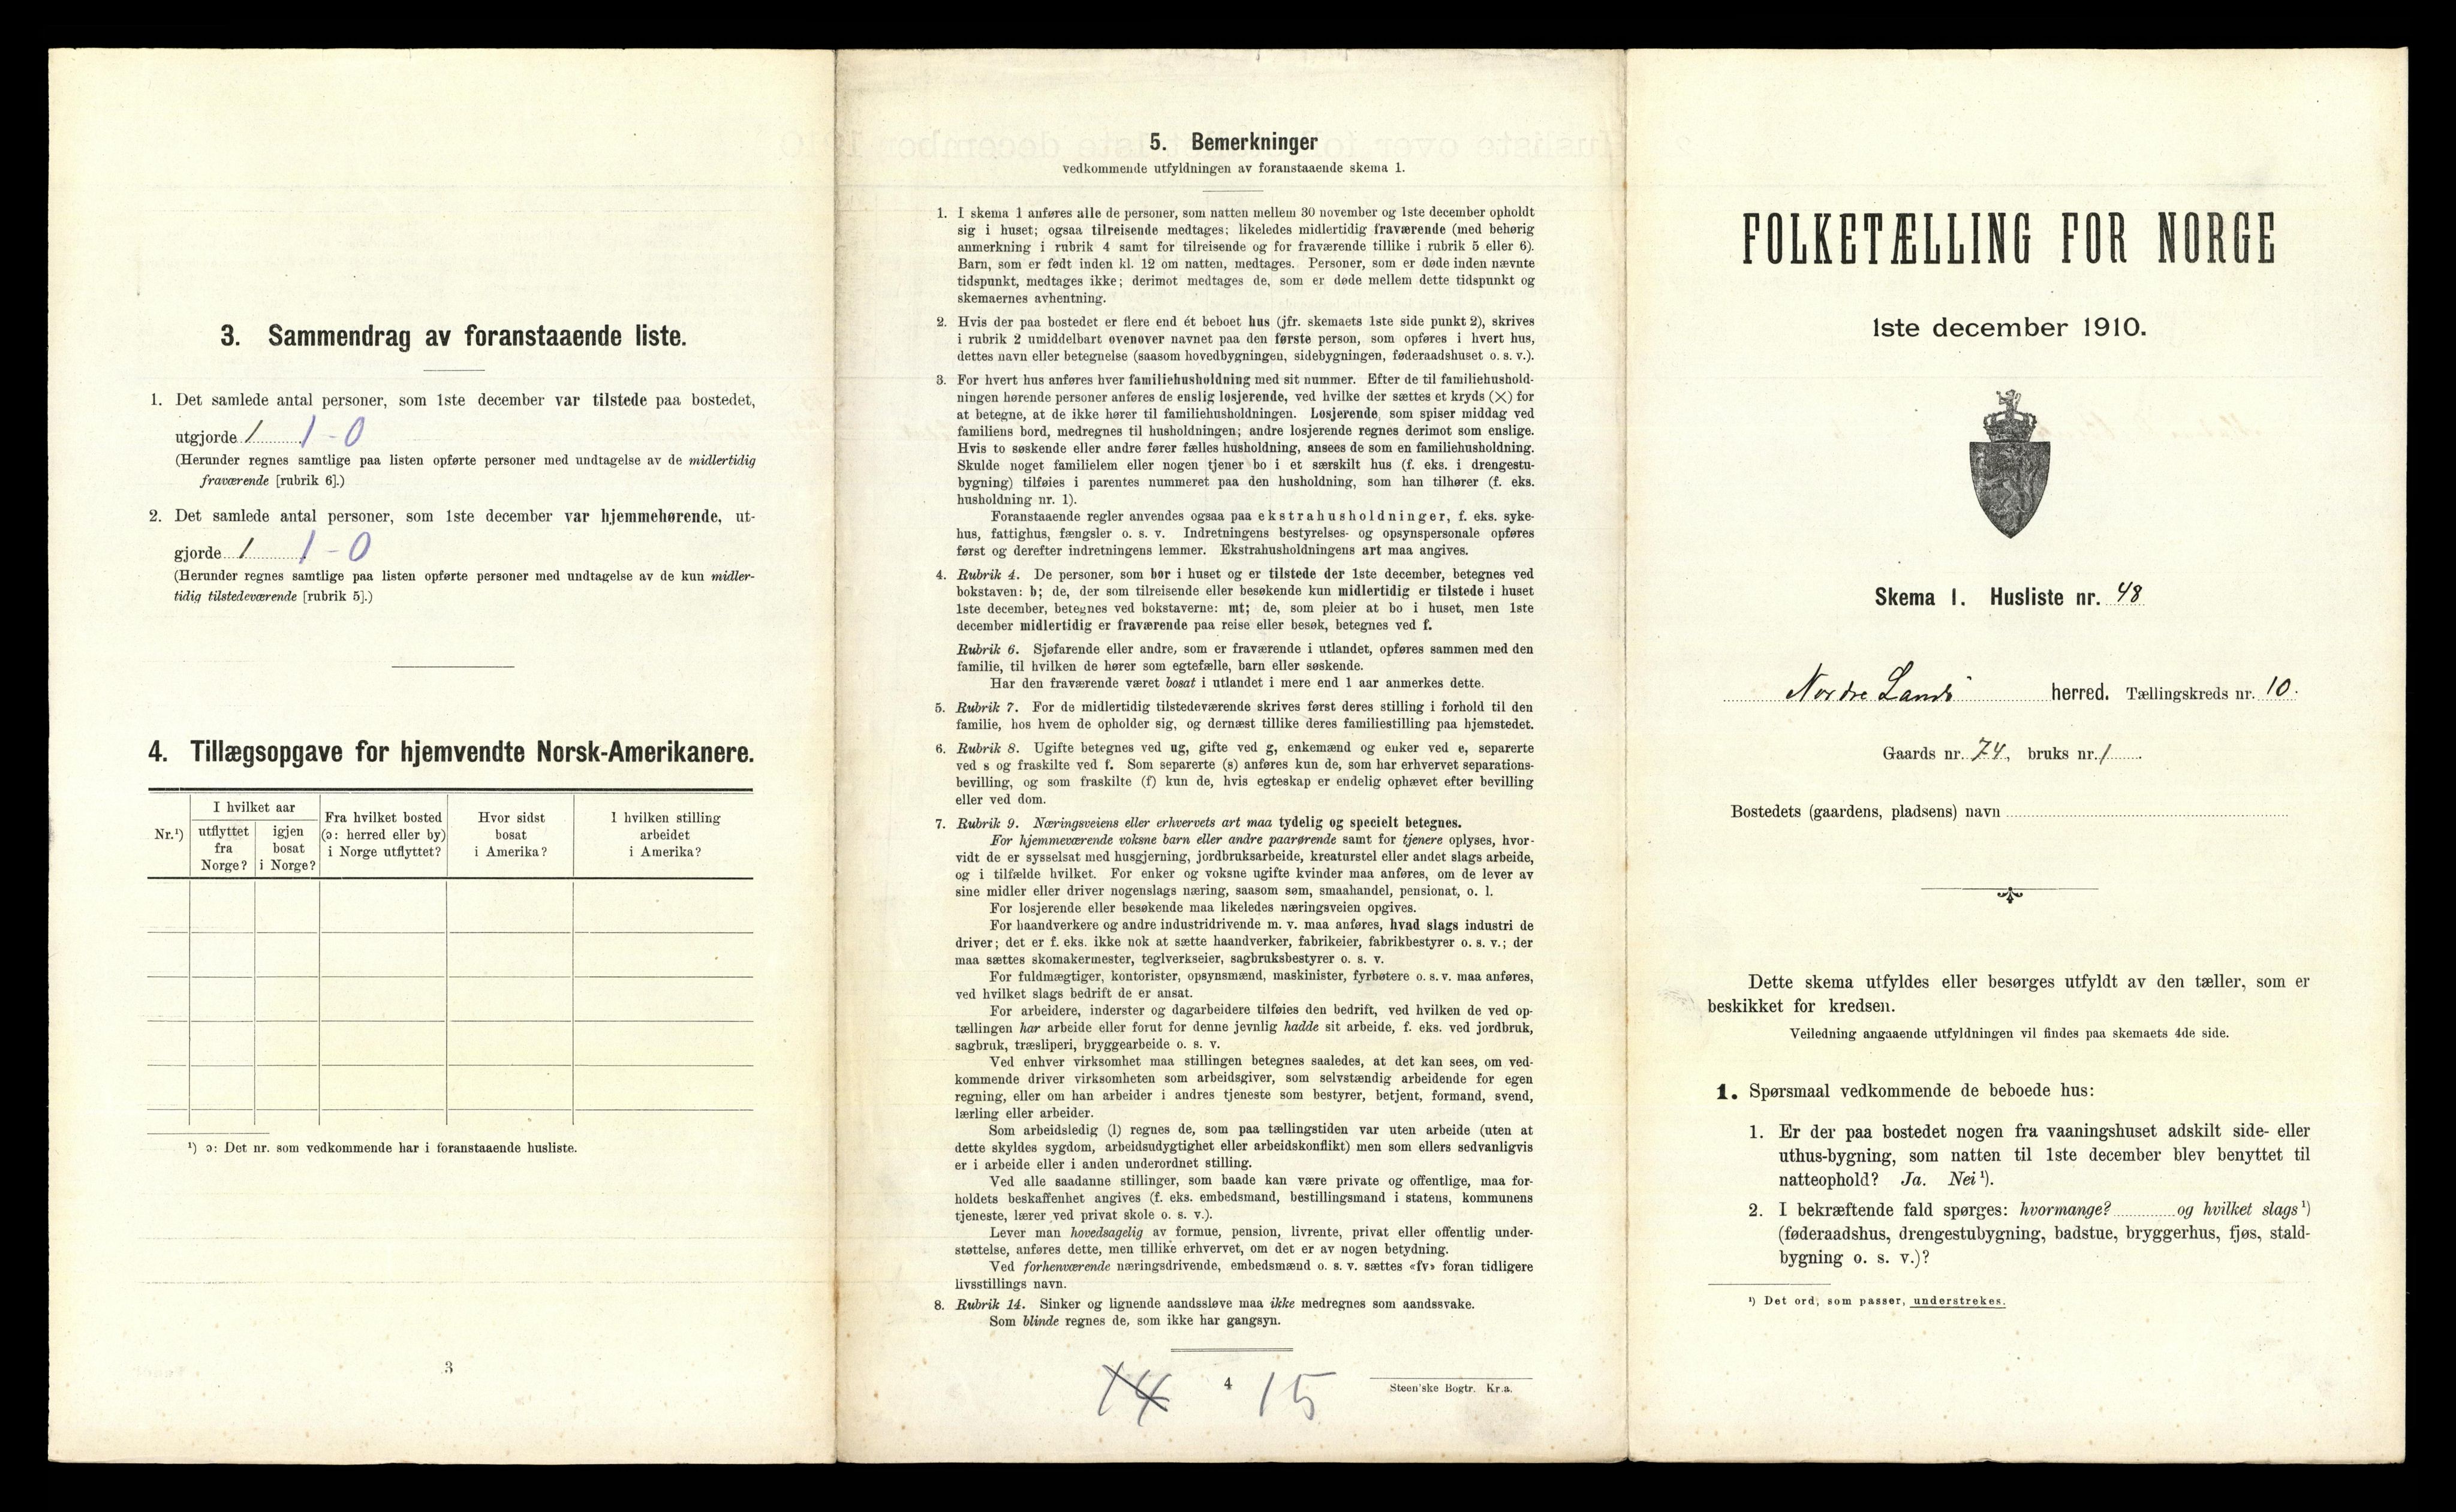 3. Sammendrag av foranstaaende liste.
1. Det samlede antal personer, som 1ste december var tilstede paa bostedet,
utgjorde 1 1 - 0
(Herunder regnes samtlige paa listen opførte personer med undtagelse av de midlertidig
fraværende [rubrik 6].)
2. Det samlede antal personer, som 1ste december var hjemmehørende, ut-
gjorde 1 1 - 0
(Herunder regnes samtlige paa listen opførte personer med undtagelse av de kun midler-
tidig tilstedeværende [rubrik 5].)
4. Tillægsopgave for hjemvendte Norsk-Amerikanere.
Nr.¹)
I hvilket aar
utflyttet
fra
Norge?
igjen
bosat
i Norge?
Fra hvilket bosted
(ɔ: herred eller by)
i Norge utflyttet?
Hvor sidst
bosat
i Amerika?
I hvilken stilling
arbeidet
i Amerika?
¹) ɔ: Det nr. som vedkommende har i foranstaaende husliste.
3
5. Bemerkninger
vedkommende utfyldningen av foranstaaende skema 1.
1. I skema 1 anføres alle de personer, som natten mellem 30 november og 1ste december opholdt
sig i huset; ogsaa tilreisende medtages; likeledes midlertidig fraværende (med behørig
anmerkning i rubrik 4 samt for tilreisende og for fraværende tillike i rubrik 5 eller 6).
Barn, som er født inden kl. 12 om natten, medtages. Personer, som er døde inden nævnte
tidspunkt, medtages ikke; derimot medtages de, som er døde mellem dette tidspunkt og
skemaernes avhentning.
2. Hvis der paa bostedet er flere end ét beboet hus (jfr. skemaets 1ste side punkt 2), skrives
i rubrik 2 umiddelbart ovenover navnet paa den første person, som opføres i hvert hus,
dettes navn eller betegnelse (saasom hovedbygningen, sidebygningen, føderaadshuset o. s. v.).
3. For hvert hus anføres hver familiehusholdning med sit nummer. Efter de til familiehushold-
ningen hørende personer anføres de enslig losjerende, ved hvilke der sættes et kryds (×) for
at betegne, at de ikke hører til familiehusholdningen. Losjerende, som spiser middag ved
familiens bord, medregnes til husholdningen; andre losjerende regnes derimot som enslige.
Hvis to søskende eller andre fører fælles husholdning, ansees de som en familiehusholdning.
Skulde noget familielem eller nogen tjener bo i et særskilt hus (f. eks. i drengestu-
bygning) tilføies i parentes nummeret paa den husholdning, som han tilhører (f. eks.
husholdning nr. 1).
Foranstaaende regler anvendes ogsaa paa ekstrahusholdninger, f. eks. syke-
hus, fattighus, fængsler o. s. v. Indretningens bestyrelses- og opsynspersonale opføres
først og derefter indretningens lemmer. Ekstrahusholdningens art maa angives.
4. Rubrik 4. De personer, som bor i huset og er tilstede der 1ste december, betegnes ved
bokstaven: b; de, der som tilreisende eller besøkende kun midlertidig er tilstede i huset
1ste december, betegnes ved bokstaverne: mt; de, som pleier at bo i huset, men 1ste
december midlertidig er fraværende paa reise eller besøk, betegnes ved f.
Rubrik 6. Sjøfarende eller andre, som er fraværende i utlandet, opføres sammen med den
familie, til hvilken de hører som egtefælle, barn eller søskende.
Har den fraværende været bosat i utlandet i mere end 1 aar anmerkes dette.
5. Rubrik 7. For de midlertidig tilstedeværende skrives først deres stilling i forhold til den
familie, hos hvem de opholder sig, og dernæst tillike deres familiestilling paa hjemstedet.
6. Rubrik 8. Ugifte betegnes ved ug, gifte ved g, enkemænd og enker ved e, separerte
ved s og fraskilte ved f. Som separerte (s) anføres kun de, som har erhvervet separations-
bevilling, og som fraskilte (f) kun de, hvis egteskap er endelig ophævet efter bevilling
eller ved dom.
7. Rubrik 9. Næringsveiens eller erhvervets art maa tydelig og specielt betegnes.
For hjemmeværende voksne barn eller andre paarørende samt for tjenere oplyses, hvor-
vidt de er sysselsat med husgjerning, jordbruksarbeide, kreaturstel eller andet slags arbeide,
og i tilfælde hvilket. For enker og voksne ugifte kvinder maa anføres, om de lever av
sine midler eller driver nogenslags næring, saasom søm, smaahandel, pensionat, o. l.
For losjerende eller besøkende maa likeledes næringsveien opgives.
For haandverkere og andre industridrivende m. v. maa anføres, hvad slags industri de
driver; det er f. eks. ikke nok at sætte haandverker, fabrikeier, fabrikbestyrer o. s. v.; der
maa sættes skomakermester, teglverkseier, sagbruksbestyrer o. s. v.
For fuldmægtiger, kontorister, opsynsmænd, maskinister, fyrbøtere o. s. v. maa anføres,
ved hvilket slags bedrift de er ansat.
For arbeidere, inderster og dagarbeidere tilføies den bedrift, ved hvilken de ved op-
tællingen har arbeide eller forut for denne jevnlig hadde sit arbeide, f. eks. ved jordbruk,
sagbruk, træsliperi, bryggearbeide o. s. v.
Ved enhver virksomhet maa stillingen betegnes saaledes, at det kan sees, om ved-
kommende driver virksomheten som arbeidsgiver, som selvstændig arbeidende for egen
regning, eller om han arbeider i andres tjeneste som bestyrer, betjent, formand, svend,
lærling eller arbeider.
Som arbeidsledig (l) regnes de, som paa tællingstiden var uten arbeide (uten at
dette skyldes sygdom, arbeidsudygtighet eller arbeidskonflikt) men som ellers sedvanligvis
er i arbeide eller i anden underordnet stilling.
Ved alle saadanne stillinger, som baade kan være private og offentlige, maa for-
holdets beskaffenhet angives (f. eks. embedsmand, bestillingsmand i statens, kommunens
tjeneste, lærer ved privat skole o. s. v.).
Lever man hovedsagelig av formue, pension, livrente, privat eller offentlig under-
støttelse, anføres dette, men tillike erhvervet, om det er av nogen betydning.
Ved forhenværende næringsdrivende, embedsmænd o. s. v. sættes «fv» foran tidligere
livsstillings navn.
8. Rubrik 14. Sinker og lignende aandssløve maa ikke medregnes som aandssvake.
Som blinde regnes de, som ikke har gangsyn.
14 4 15
Steen'ske Bogtr. Kr.a.
FOLKETÆLLING FOR NORGE
1ste december 1910.
Skema 1. Husliste nr. 48
Nordre Lands herred. Tællingskreds nr. 10.
Gaards nr. 74, bruks nr. 1
Bostedets (gaardens, pladsens) navn
Dette skema utfyldes eller besørges utfyldt av den tæller, som er
beskikket for kredsen.
Veiledning angaaende utfyldningen vil findes paa skemaets 4de side.
1. Spørsmaal vedkommende de beboede hus:
1. Er der paa bostedet nogen fra vaaningshuset adskilt side- eller
uthus-bygning, som natten til 1ste december blev benyttet til
natteophold? Ja. Nei ¹).
2. I bekræftende fald spørges: hvormange? og hvilket slags ¹)
(føderaadshus, drengestubygning, badstue, bryggerhus, fjøs, stald-
bygning o. s. v.)?
¹) Det ord, som passer, understrekes.